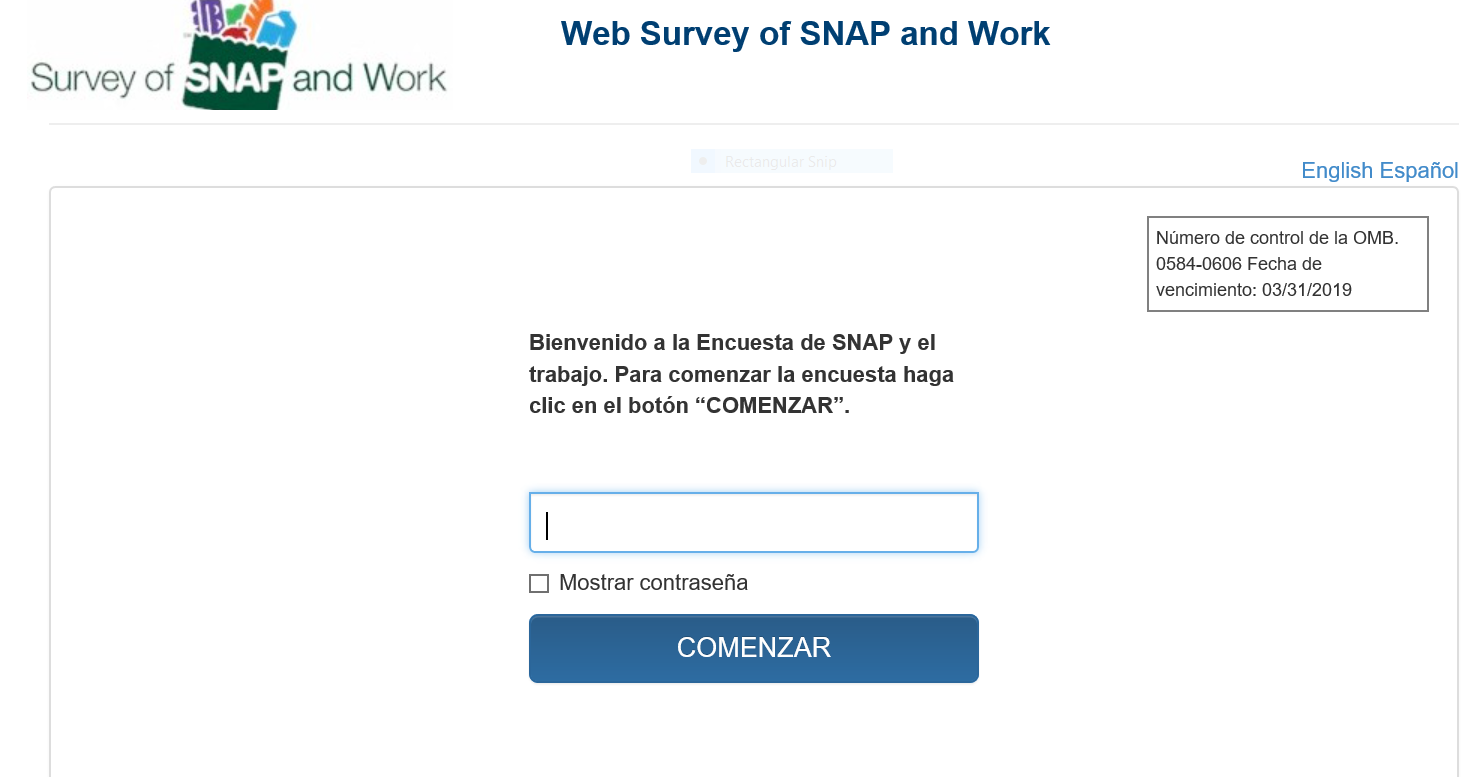 Web Survey of SNAP and Work
Survey of SNAP and Work
Rectangular Snip
English Español
Número de control de la OMB.
0584-0606 Fecha de
vencimiento: 03/31/2019
Bienvenido a la Encuesta de SNAP y el
trabajo. Para comenzar la encuesta haga
clic en el botón “COMENZAR”.
Mostrar contraseña
COMENZAR